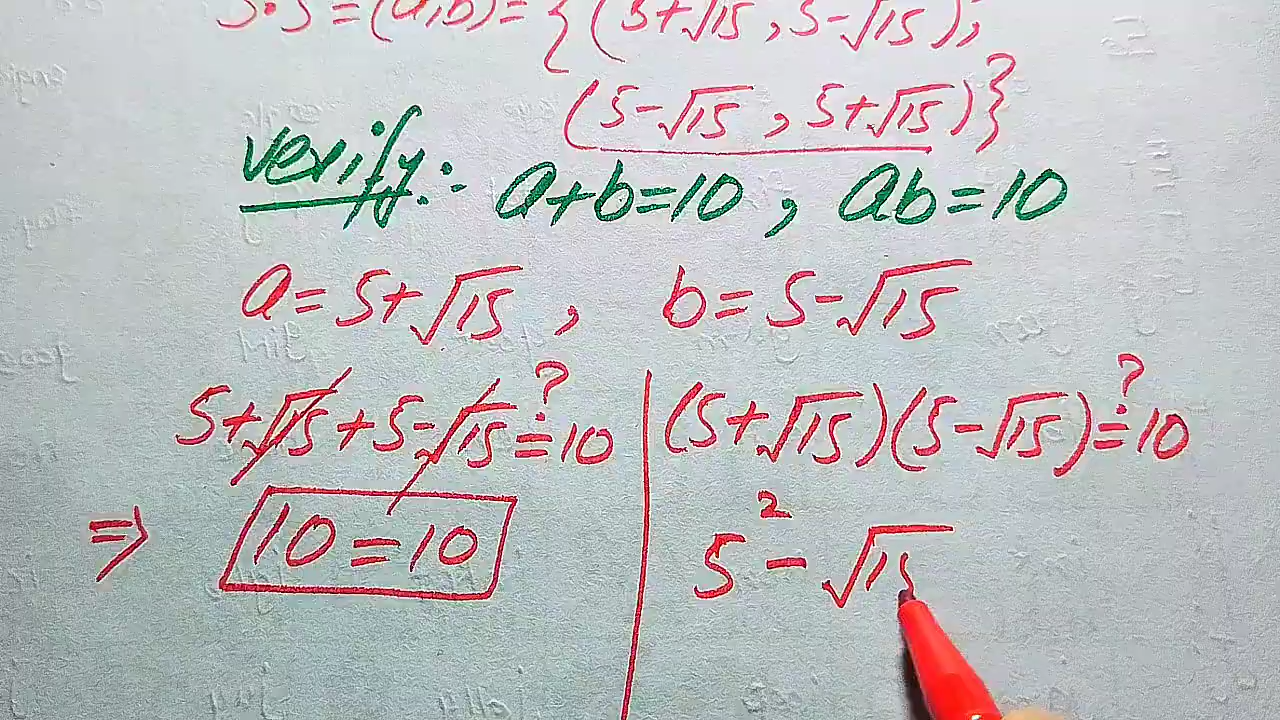 S.S = (a,b) = {(5+√15, 5-√15);
(5-√15, 5+√15)}
Verify:- a+b=10, ab=10
a=5+√15, b=5-√15
5+√15+5-√15 ≟ 10
(5+√15)(5-√15) ≟ 10
⇒ 10=10
5² - √15